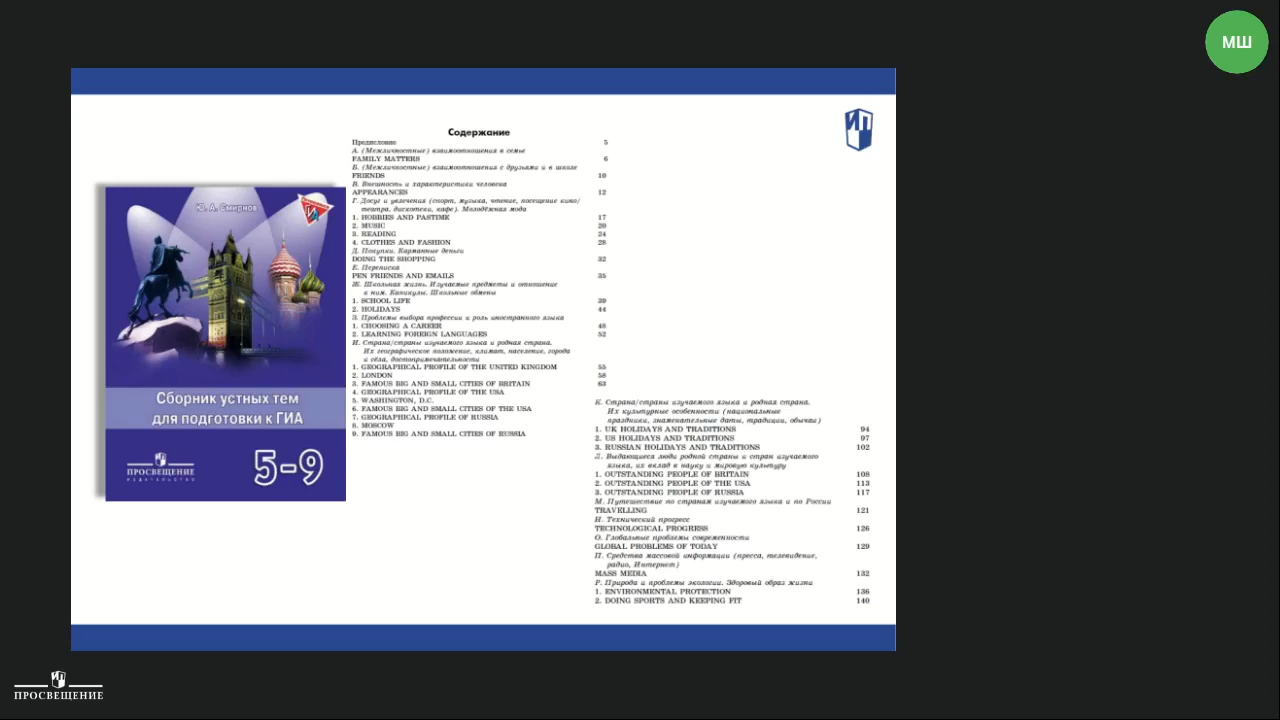 МШ
Содержание
Предисловие 5
А. (Межличностные) взаимоотношения в семье
FAMILY MATTERS 6
Б. (Межличностные) взаимоотношения с друзьями и в школе
FRIENDS 10
В. Внешность и характеристики человека
APPEARANCES 12
Г. Досуг и увлечения (спорт, музыка, чтение, посещение кино/
театра, дискотеки, кафе). Молодёжная мода
1. HOBBIES AND PASTIME 17
2. MUSIC 20
3. READING 24
4. CLOTHES AND FASHION 28
Д. Покупки. Карманные деньги
DOING THE SHOPPING 32
Е. Переписка
PEN FRIENDS AND EMAILS 35
Ж. Школьная жизнь. Изучаемые предметы и отношение
к ним. Каникулы. Школьные обмены
1. SCHOOL LIFE 39
2. HOLIDAYS 44
З. Проблемы выбора профессии и роль иностранного языка
1. CHOOSING A CAREER 48
2. LEARNING FOREIGN LANGUAGES 52
И. Страна/страны изучаемого языка и родная страна.
Их географическое положение, климат, население, города
и сёла, достопримечательности
1. GEOGRAPHICAL PROFILE OF THE UNITED KINGDOM 55
2. LONDON 58
3. FAMOUS BIG AND SMALL CITIES OF BRITAIN 63
4. GEOGRAPHICAL PROFILE OF THE USA
5. WASHINGTON, D.C.
6. FAMOUS BIG AND SMALL CITIES OF THE USA
7. GEOGRAPHICAL PROFILE OF RUSSIA
8. MOSCOW
9. FAMOUS BIG AND SMALL CITIES OF RUSSIA
К. Страна/страны изучаемого языка и родная страна.
Их культурные особенности (национальные
праздники, знаменательные даты, традиции, обычаи)
1. UK HOLIDAYS AND TRADITIONS 94
2. US HOLIDAYS AND TRADITIONS 97
3. RUSSIAN HOLIDAYS AND TRADITIONS 102
Л. Выдающиеся люди родной страны и стран изучаемого
языка, их вклад в науку и мировую культуру
1. OUTSTANDING PEOPLE OF BRITAIN 108
2. OUTSTANDING PEOPLE OF THE USA 113
3. OUTSTANDING PEOPLE OF RUSSIA 117
М. Путешествие по странам изучаемого языка и по России
TRAVELLING 121
Н. Технический прогресс
TECHNOLOGICAL PROGRESS 126
О. Глобальные проблемы современности
GLOBAL PROBLEMS OF TODAY 129
П. Средства массовой информации (пресса, телевидение,
радио, Интернет)
MASS MEDIA 132
Р. Природа и проблемы экологии. Здоровый образ жизни
1. ENVIRONMENTAL PROTECTION 136
2. DOING SPORTS AND KEEPING FIT 140
Ю. А. Смирнов
Сборник устных тем
для подготовки к ГИА
ПРОСВЕЩЕНИЕ
ИЗДАТЕЛЬСТВО
5-9
ПРОСВЕЩЕНИЕ